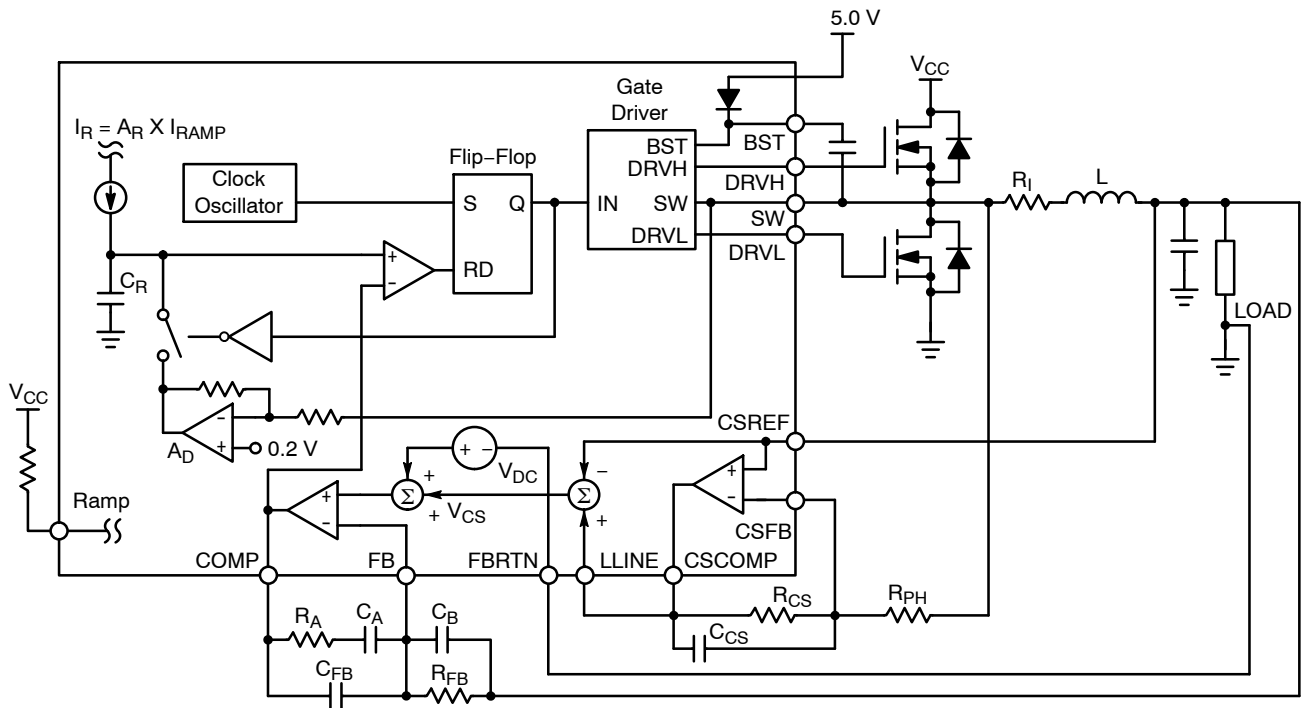 5.0 V
V_CC
Gate
Driver
I_R = A_R X I_RAMP
BST
BST
Flip–Flop
DRVH
DRVH
Clock
Oscillator
S
Q
IN
SW
SW
R_I
L
DRVL
DRVL
+
–
RD
C_R
LOAD
V_CC
–
+
A_D
0.2 V
CSREF
+ –
V_DC
+
–
+
Σ
+
V_CS
Σ
–
+
+
–
CSFB
Ramp
COMP
FB
FBRTN
LLINE
CSCOMP
R_CS
R_PH
C_CS
R_A
C_A
C_B
C_FB
R_FB